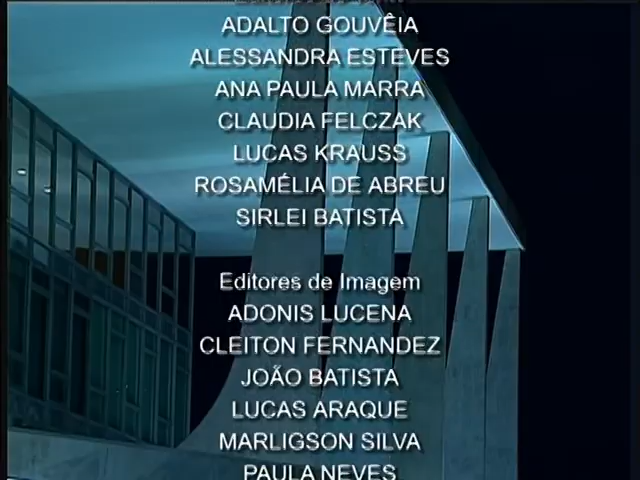 ADALTO GOUVÊIA
ALESSANDRA ESTEVES
ANA PAULA MARRA
CLAUDIA FELCZAK
LUCAS KRAUSS
ROSAMÉLIA DE ABREU
SIRLEI BATISTA
Editores de Imagem
ADONIS LUCENA
CLEITON FERNANDEZ
JOÃO BATISTA
LUCAS ARAQUE
MARLIGSON SILVA
PAULA NEVES